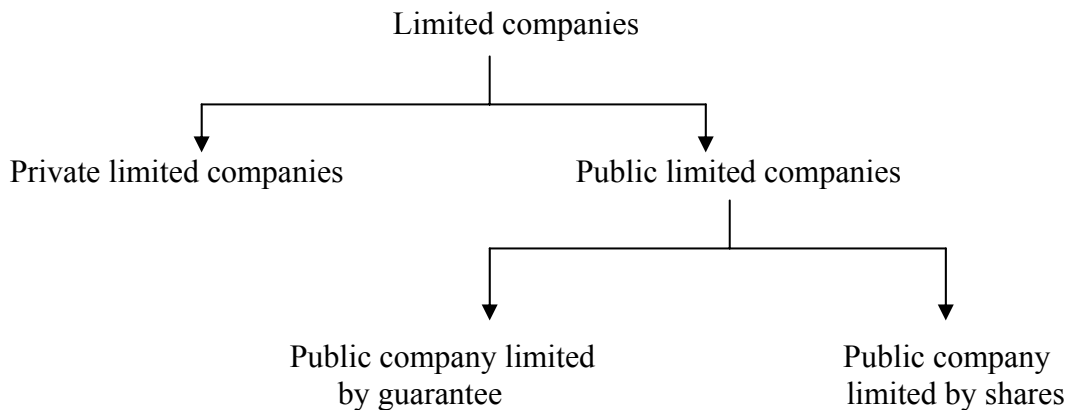 Limited companies
Private limited companies
Public limited companies
Public company limited
by guarantee
Public company
limited by shares